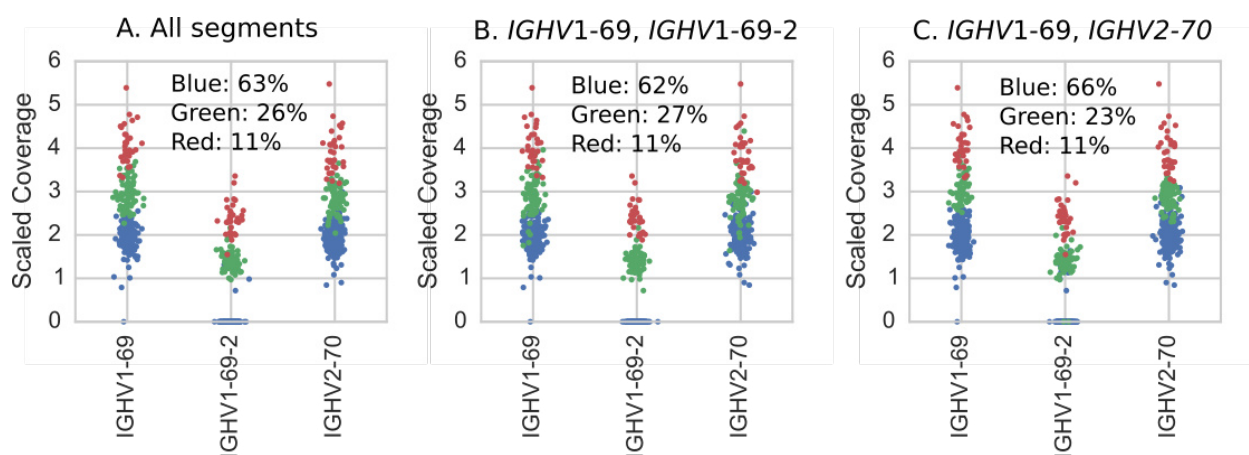 A. All segments
Scaled Coverage
6
5
4
3
2
1
0
Blue: 63%
Green: 26%
Red: 11%
IGHV1-69
IGHV1-69-2
IGHV2-70
B. IGHV1-69, IGHV1-69-2
Scaled Coverage
6
5
4
3
2
1
0
Blue: 62%
Green: 27%
Red: 11%
IGHV1-69
IGHV1-69-2
IGHV2-70
C. IGHV1-69, IGHV2-70
Scaled Coverage
6
5
4
3
2
1
0
Blue: 66%
Green: 23%
Red: 11%
IGHV1-69
IGHV1-69-2
IGHV2-70